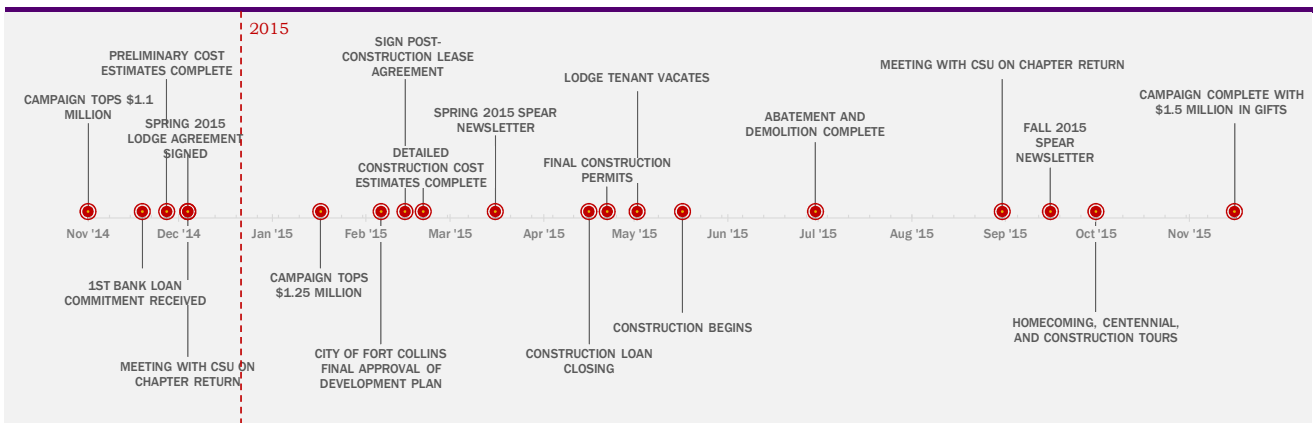 2015
PRELIMINARY COST
ESTIMATES COMPLETE
CAMPAIGN TOPS $1.1
MILLION
SPRING 2015
LODGE AGREEMENT
SIGNED
SIGN POST-
CONSTRUCTION LEASE
AGREEMENT
SPRING 2015 SPEAR
NEWSLETTER
DETAILED
CONSTRUCTION COST
ESTIMATES COMPLETE
LODGE TENANT VACATES
FINAL CONSTRUCTION
PERMITS
ABATEMENT AND
DEMOLITION COMPLETE
MEETING WITH CSU ON CHAPTER RETURN
FALL 2015
SPEAR
NEWSLETTER
CAMPAIGN COMPLETE WITH
$1.5 MILLION IN GIFTS
Nov '14
Dec '14
Jan '15
Feb '15
Mar '15
Apr '15
May '15
Jun '15
Jul '15
Aug '15
Sep '15
Oct '15
Nov '15
1ST BANK LOAN
COMMITMENT RECEIVED
MEETING WITH CSU ON
CHAPTER RETURN
CAMPAIGN TOPS
$1.25 MILLION
CITY OF FORT COLLINS
FINAL APPROVAL OF
DEVELOPMENT PLAN
CONSTRUCTION LOAN
CLOSING
CONSTRUCTION BEGINS
HOMECOMING, CENTENNIAL,
AND CONSTRUCTION TOURS